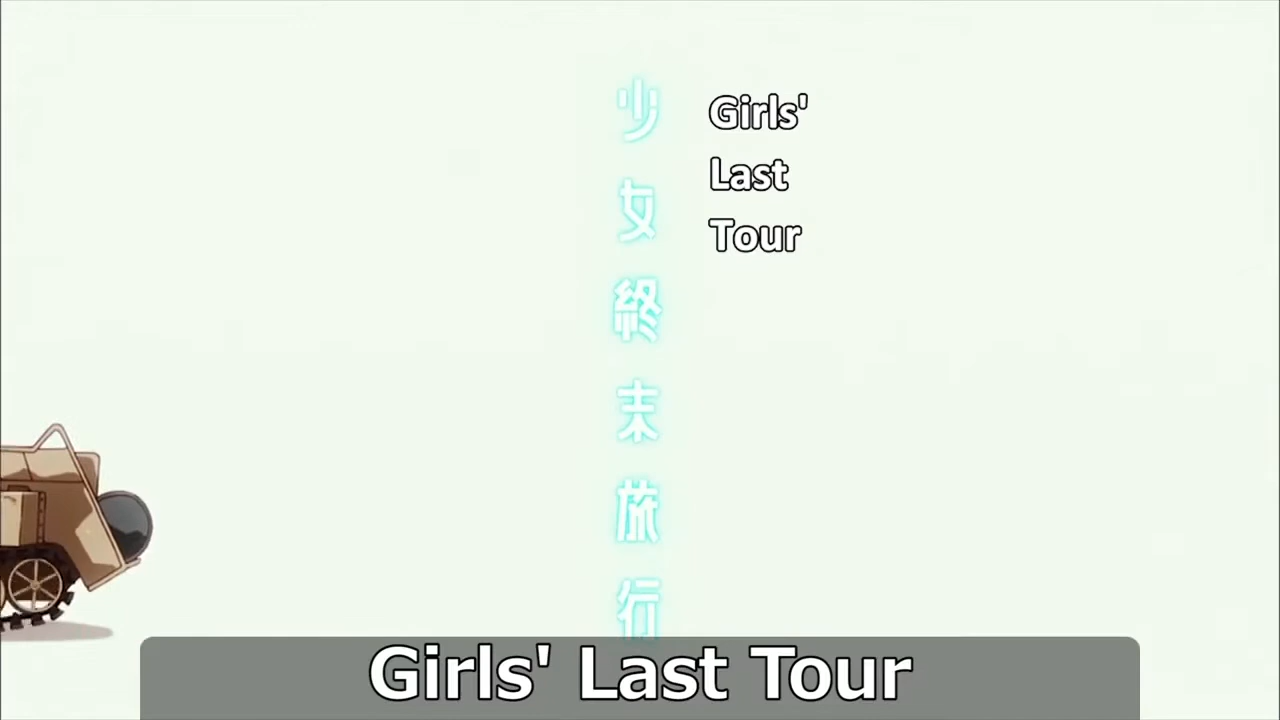 少女終末旅行
Girls'
Last
Tour
Girls' Last Tour